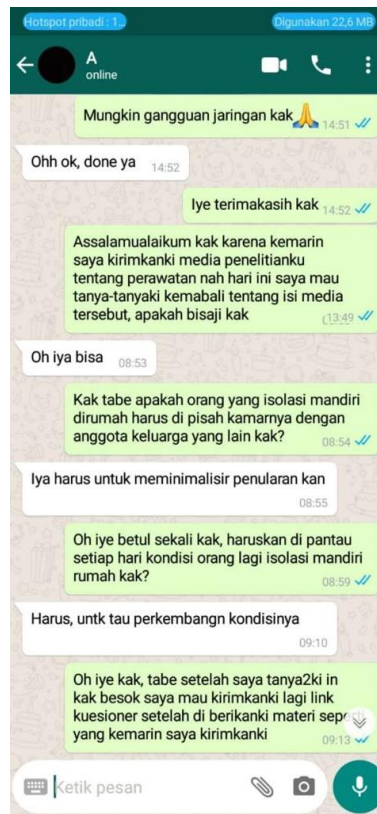 Hotspot pribadi : 1...
Digunakan 22,6 MB
A
online
Mungkin gangguan jaringan kak🙏
14:51
Ohh ok, done ya
14:52
Iye terimakasih kak
14:52
Assalamualaikum kak karena kemarin
saya kirimkanki media penelitianku
tentang perawatan nah hari ini saya mau
tanya-tanyaki kemabali tentang isi media
tersebut, apakah bisaji kak
(13:49
Oh iya bisa
08:53
Kak tabe apakah orang yang isolasi mandiri
dirumah harus di pisah kamarnya dengan
anggota keluarga yang lain kak?
08:54
Iya harus untuk meminimalisir penularan kan
08:55
Oh iye betul sekali kak, haruskan di pantau
setiap hari kondisi orang lagi isolasi mandiri
rumah kak?
08:59
Harus, untk tau perkembangn kondisinya
09:10
Oh iye kak, tabe setelah saya tanya2ki in
kak besok saya mau kirimkanki lagi link
kuesioner setelah di berikanki materi
yang kemarin saya kirimkanki
09:13
Ketik pesan